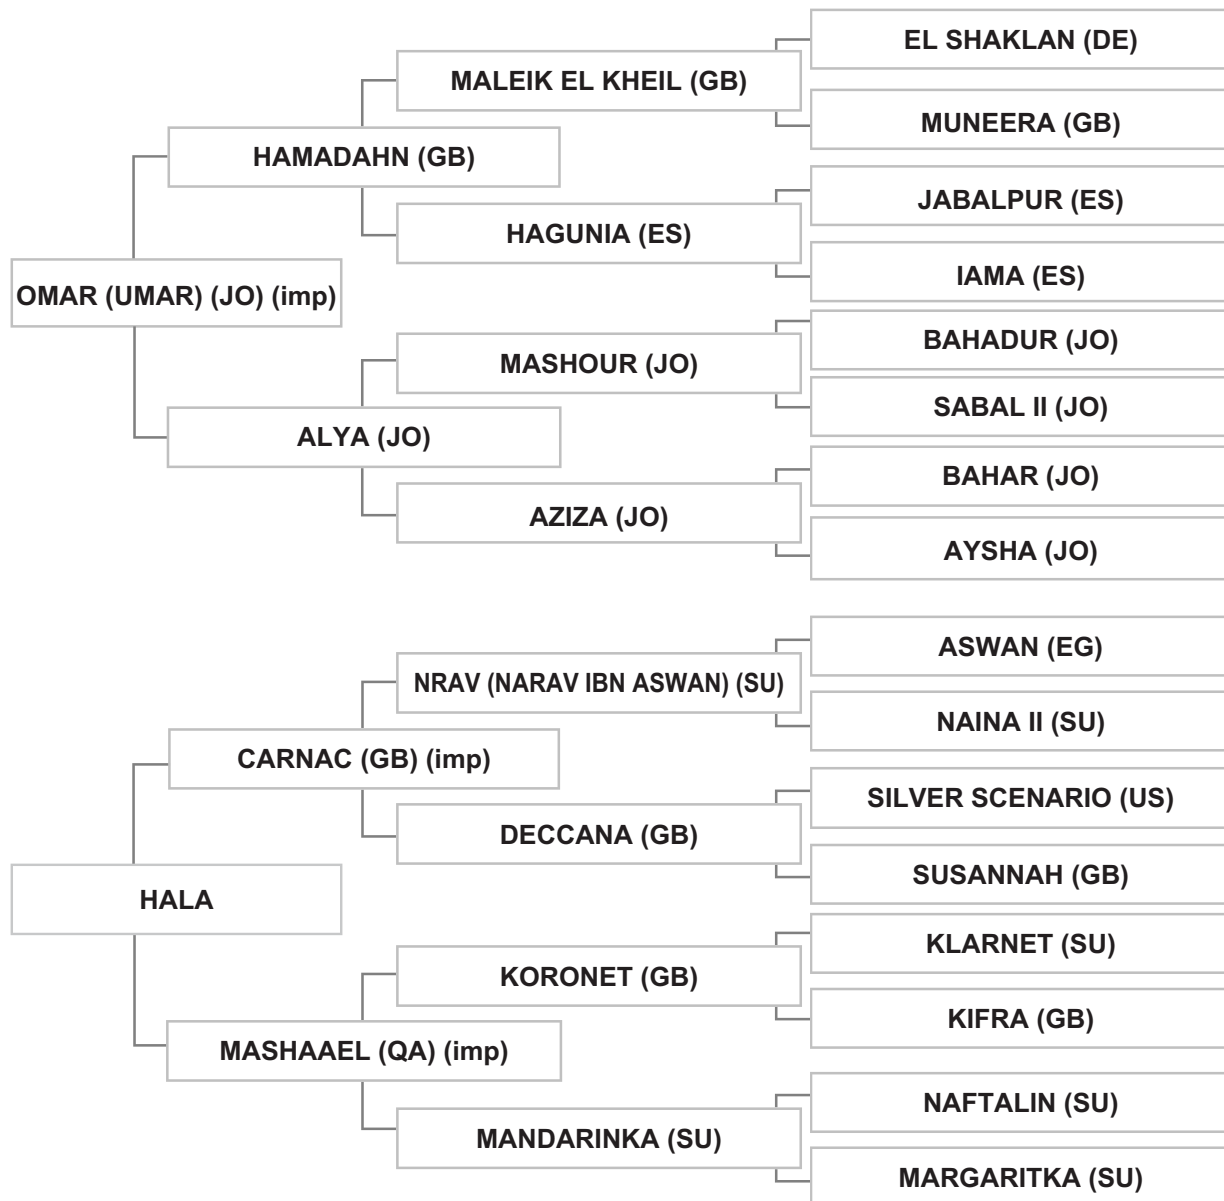 EL SHAKLAN (DE)
MALEIK EL KHEIL (GB)
MUNEERA (GB)
HAMADAHN (GB)
JABALPUR (ES)
HAGUNIA (ES)
IAMA (ES)
OMAR (UMAR) (JO) (imp)
BAHADUR (JO)
MASHOUR (JO)
SABAL II (JO)
ALYA (JO)
BAHAR (JO)
AZIZA (JO)
AYSHA (JO)
ASWAN (EG)
NRAV (NARAV IBN ASWAN) (SU)
NAINA II (SU)
CARNAC (GB) (imp)
SILVER SCENARIO (US)
DECCANA (GB)
SUSANNAH (GB)
HALA
KLARNET (SU)
KORONET (GB)
KIFRA (GB)
MASHAAEL (QA) (imp)
NAFTALIN (SU)
MANDARINKA (SU)
MARGARITKA (SU)